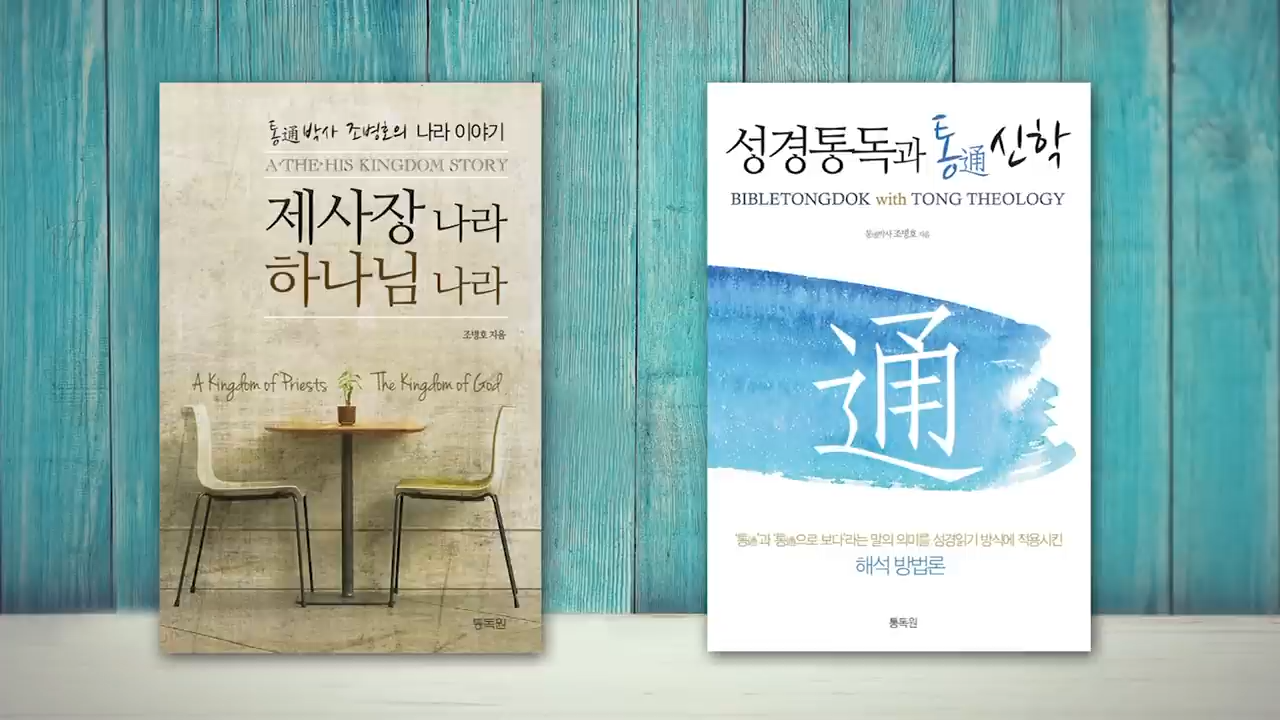 통通박사 조병호의 나라 이야기
A·THE·HIS KINGDOM STORY
제사장 나라
하나님 나라
조병호 지음
A Kingdom of Priests The Kingdom of God
통독원
성경통독과 통通신학
BIBLETONGDOK with TONG THEOLOGY
통通박사 조병호 지음
通
'통通'과 '통通으로 보다'라는 말의 의미를 성경읽기 방식에 적용시킨
해석 방법론
통독원